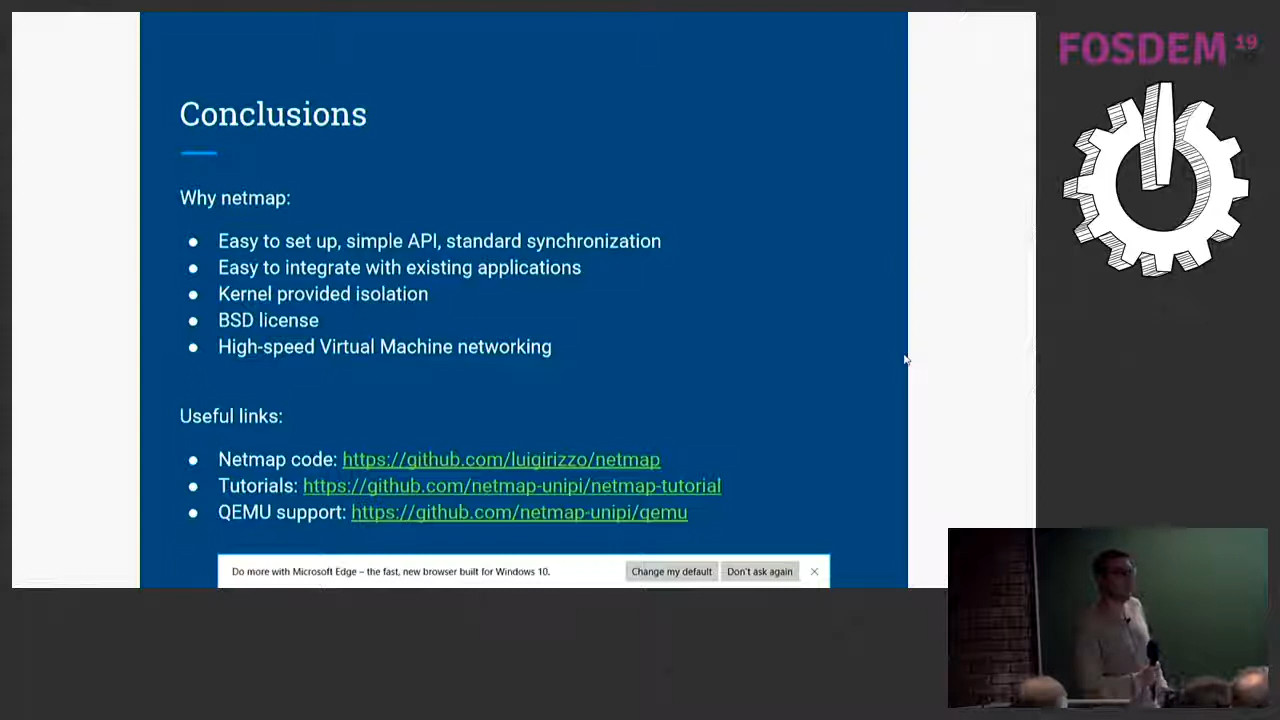 Conclusions
Why netmap:
Easy to set up, simple API, standard synchronization
Easy to integrate with existing applications
Kernel provided isolation
BSD license
High-speed Virtual Machine networking
Useful links:
Netmap code: https://github.com/luigirizzo/netmap
Tutorials: https://github.com/netmap-unipi/netmap-tutorial
QEMU support: https://github.com/netmap-unipi/qemu
Do more with Microsoft Edge – the fast, new browser built for Windows 10. Change my default Don't ask again
FOSDEM 19